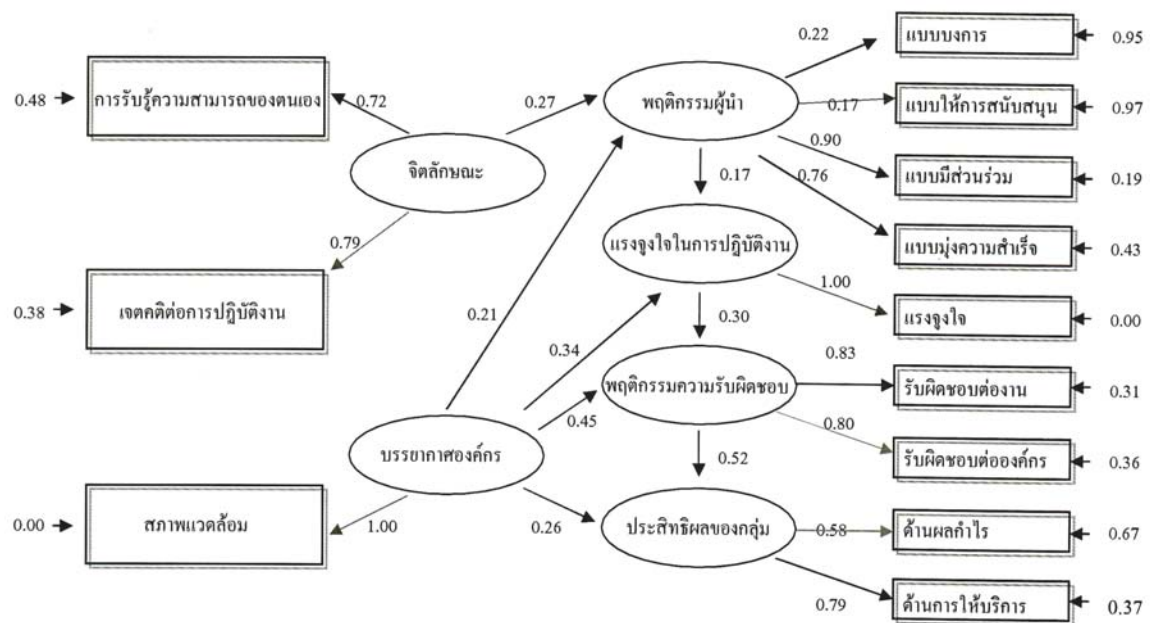 0.22
แบบบงการ
0.95
0.48
การรับรู้ความสามารถของตนเอง
0.72
0.27
พฤติกรรมผู้นำ
0.17
แบบให้การสนับสนุน
0.97
0.90
จิตลักษณะ
0.17
0.76
แบบมีส่วนร่วม
0.19
0.79
แรงจูงใจในการปฏิบัติงาน
แบบมุ่งความสำเร็จ
0.43
1.00
0.38
เจตคติต่อการปฏิบัติงาน
0.21
0.30
แรงจูงใจ
0.00
0.34
0.83
พฤติกรรมความรับผิดชอบ
รับผิดชอบต่องาน
0.31
0.45
0.80
บรรยากาศองค์กร
0.52
รับผิดชอบต่อองค์กร
0.36
0.00
สภาพแวดล้อม
1.00
0.26
ประสิทธิผลของกลุ่ม
0.58
ด้านผลกำไร
0.67
0.79
ด้านการให้บริการ
0.37